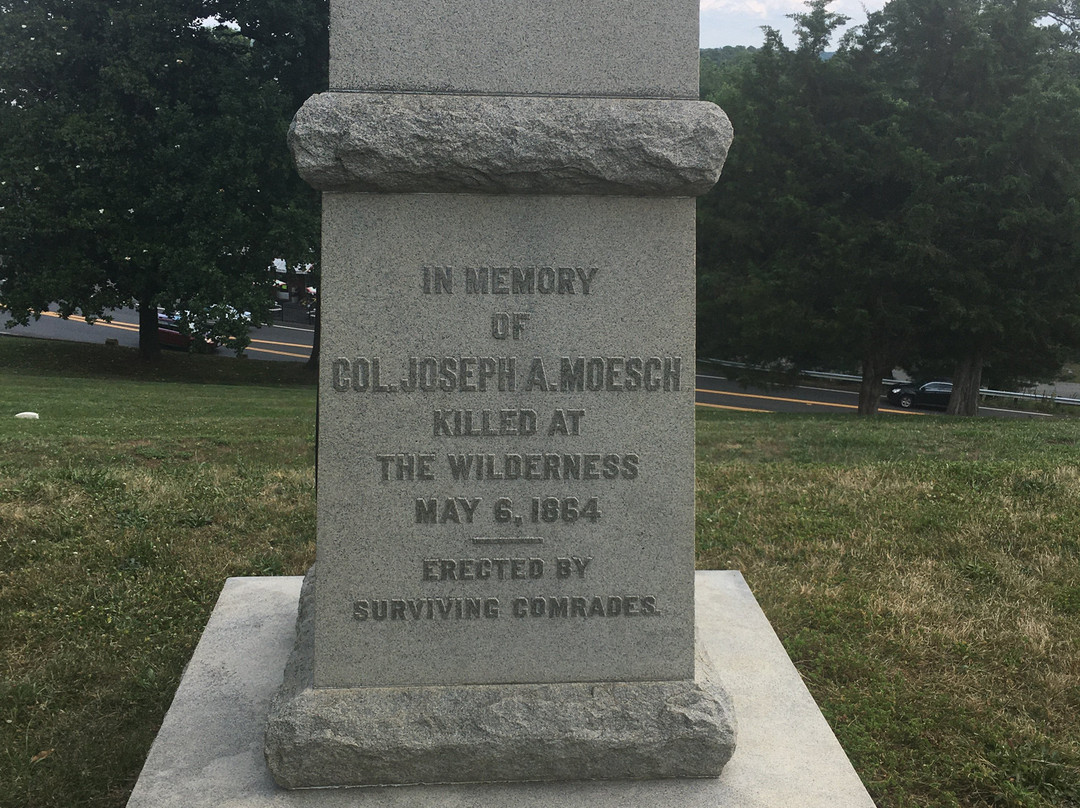 IN MEMORY
OF
COL. JOSEPH A. MOESCH
KILLED AT
THE WILDERNESS
MAY 6, 1864
ERECTED BY
SURVIVING COMRADES.